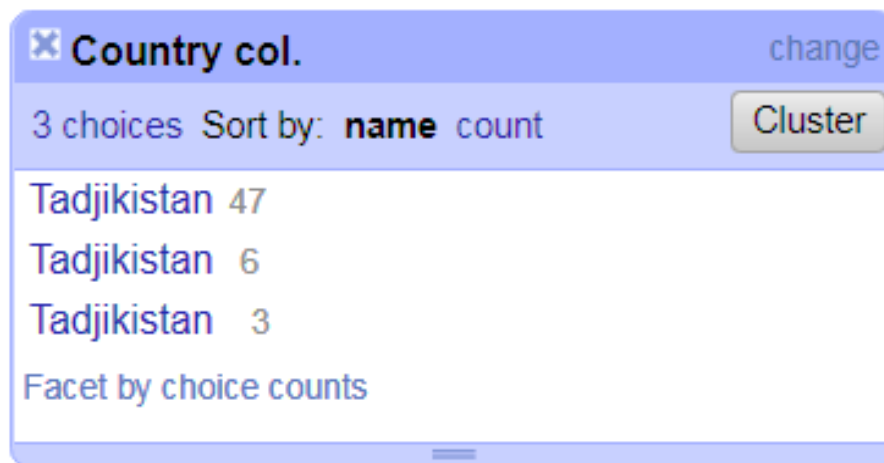 Country col. change
3 choices Sort by: name count Cluster
Tadjikistan 47
Tadjikistan 6
Tadjikistan 3
Facet by choice counts